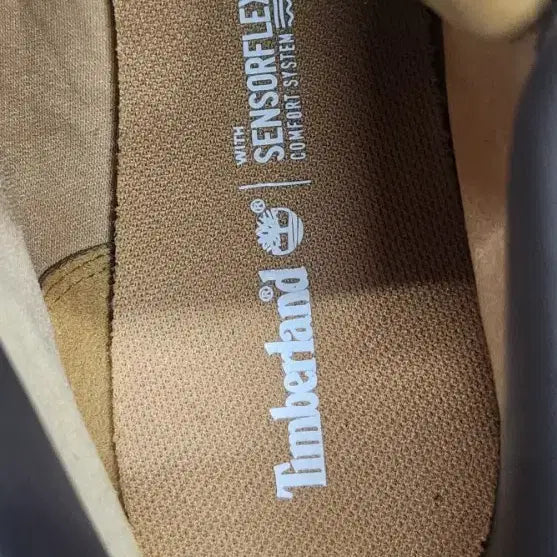 Timberland®
®
WITH
SENSORFLEX
COMFORT SYSTEM